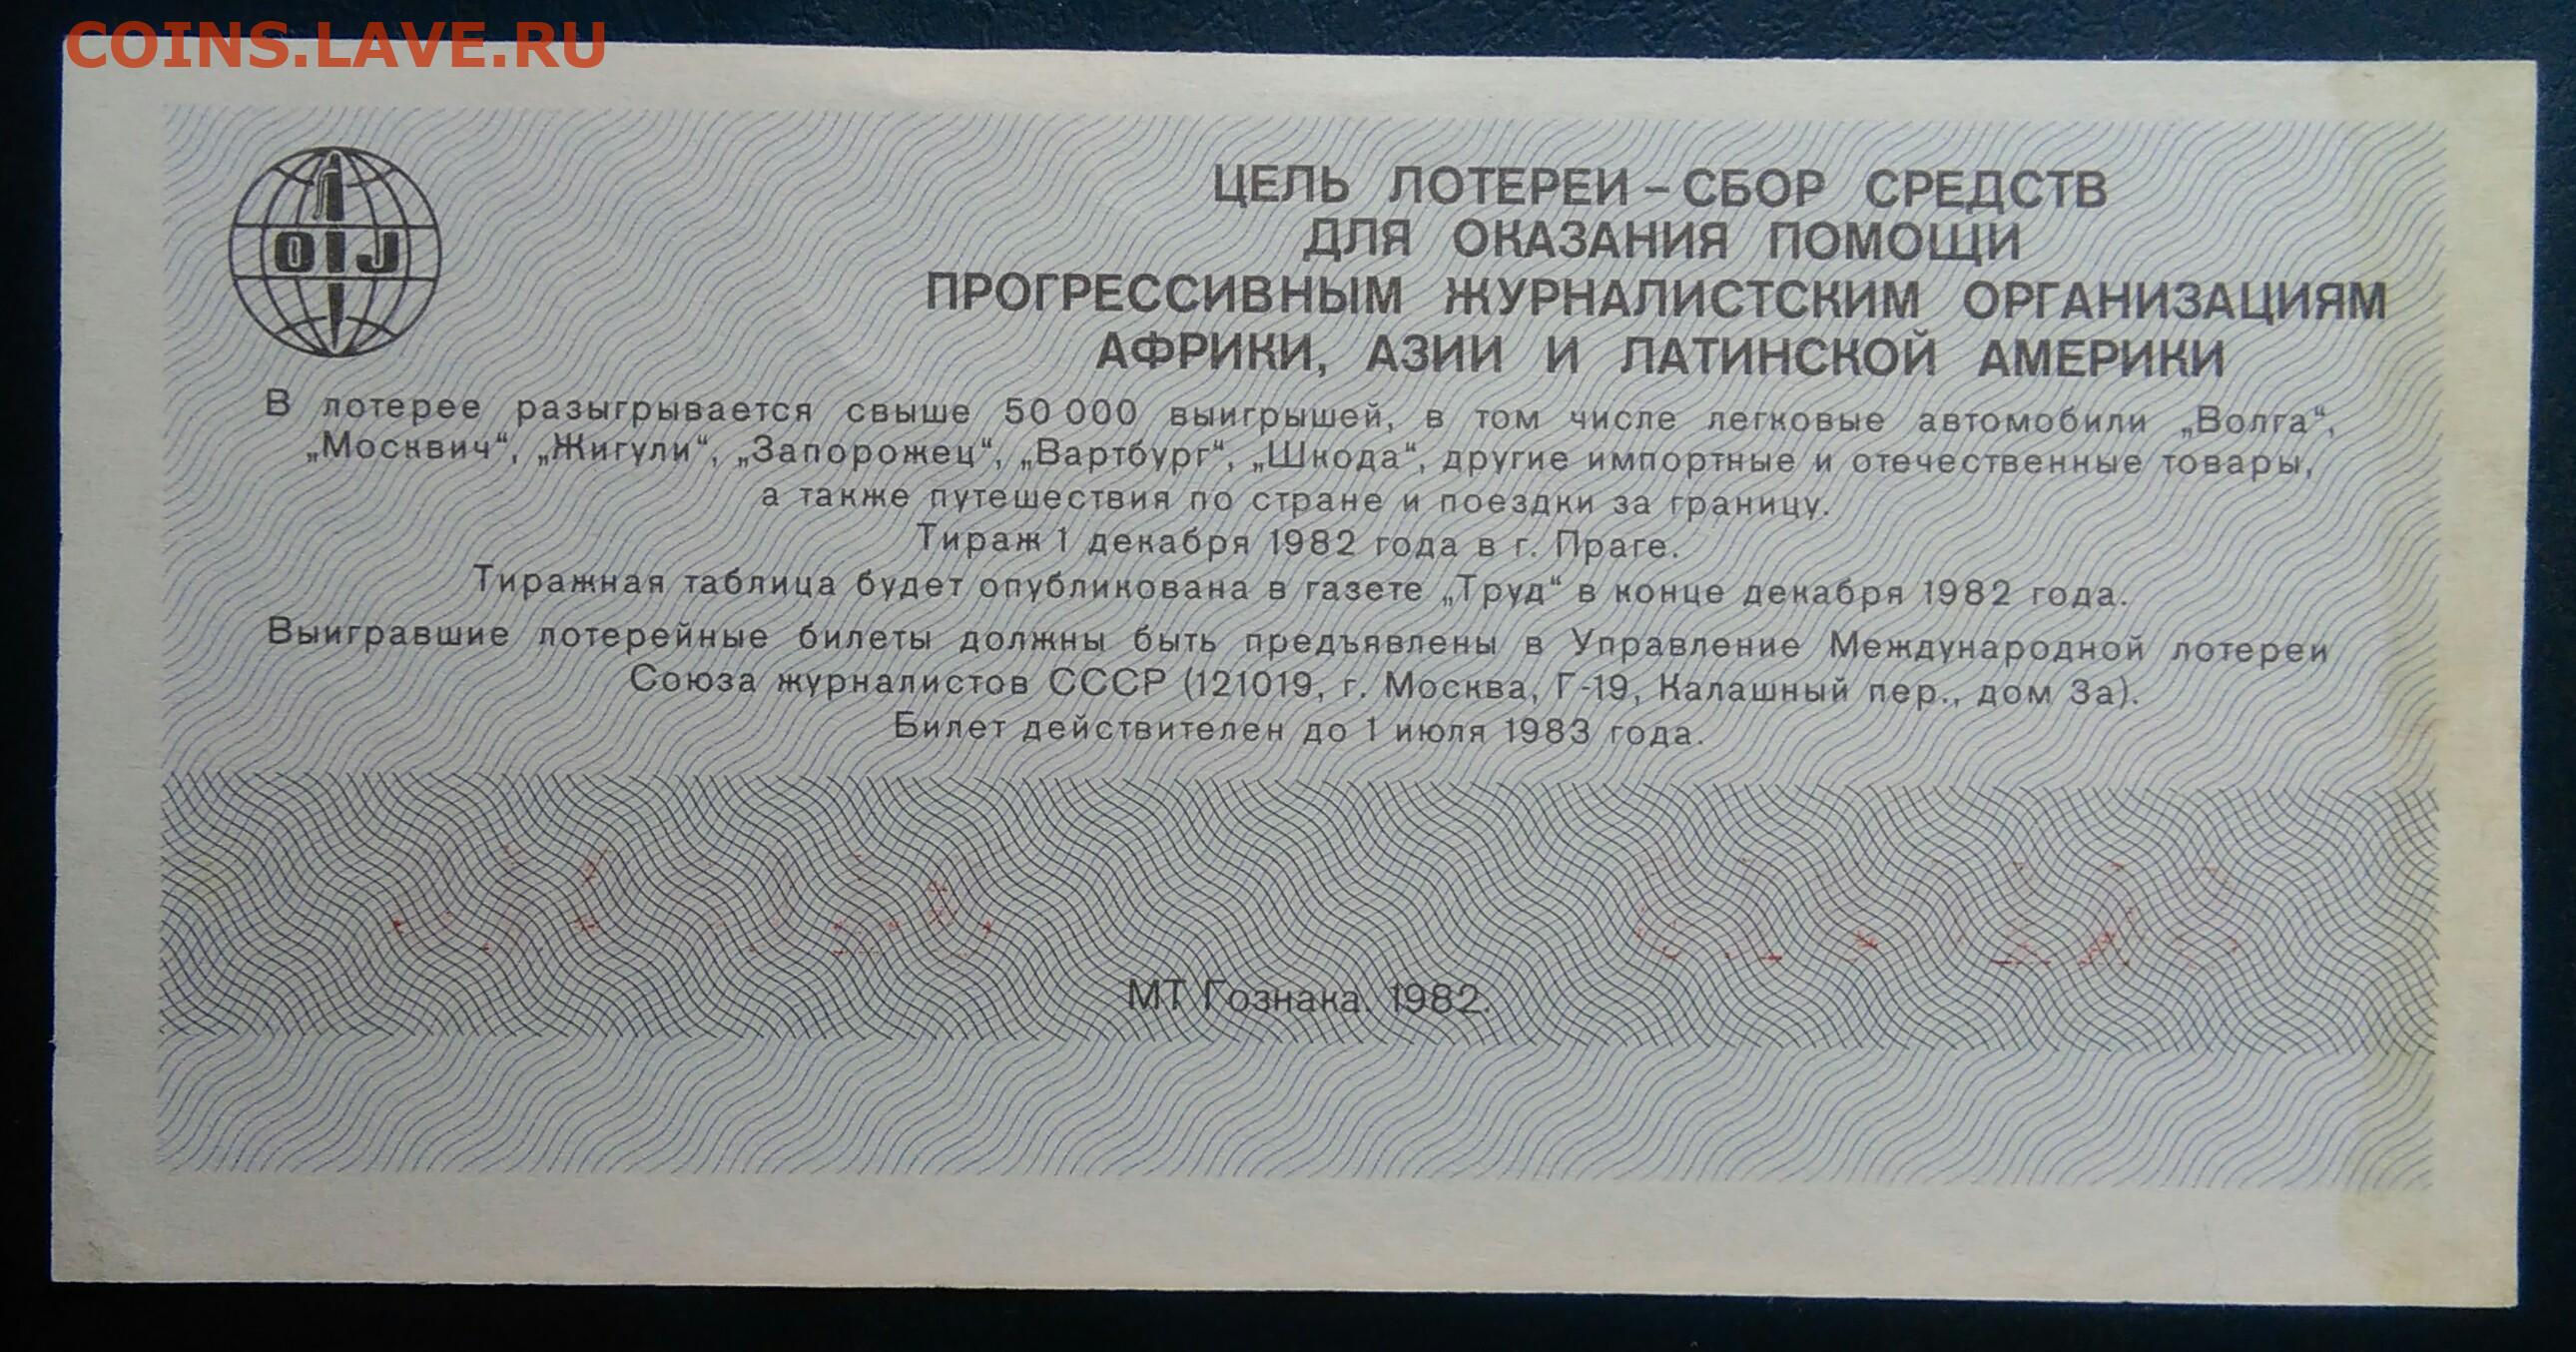 COINS.LAVE.RU
OIJ
ЦЕЛЬ ЛОТЕРЕИ – СБОР СРЕДСТВ
ДЛЯ ОКАЗАНИЯ ПОМОЩИ
ПРОГРЕССИВНЫМ ЖУРНАЛИСТСКИМ ОРГАНИЗАЦИЯМ
АФРИКИ, АЗИИ И ЛАТИНСКОЙ АМЕРИКИ
В лотерее разыгрывается свыше 50 000 выигрышей, в том числе легковые автомобили „Волга“,
„Москвич“, „Жигули“, „Запорожец“, „Вартбург“, „Шкода“, другие импортные и отечественные товары,
а также путешествия по стране и поездки за границу.
Тираж 1 декабря 1982 года в г. Праге.
Тиражная таблица будет опубликована в газете „Труд“ в конце декабря 1982 года.
Выигравшие лотерейные билеты должны быть предъявлены в Управление Международной лотереи
Союза журналистов СССР (121019, г. Москва, Г-19, Калашный пер., дом 3а).
Билет действителен до 1 июля 1983 года.
МТ Гознака. 1982.